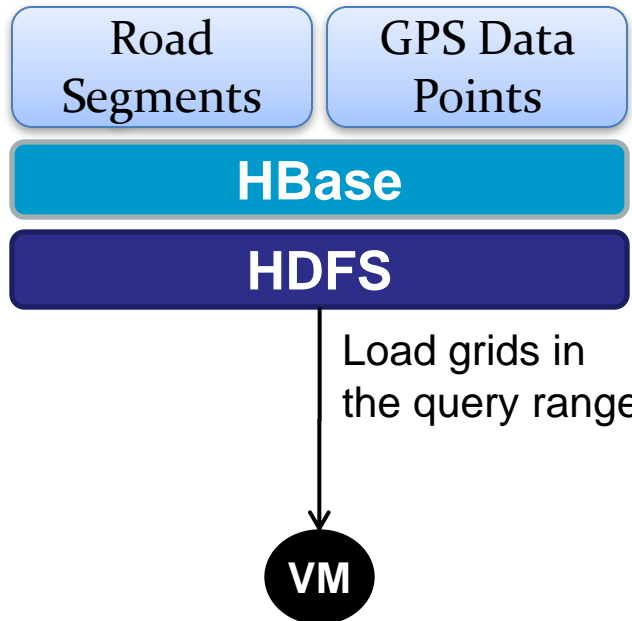 Road
Segments
GPS Data
Points
HBase
HDFS
Load grids in
the query range
VM